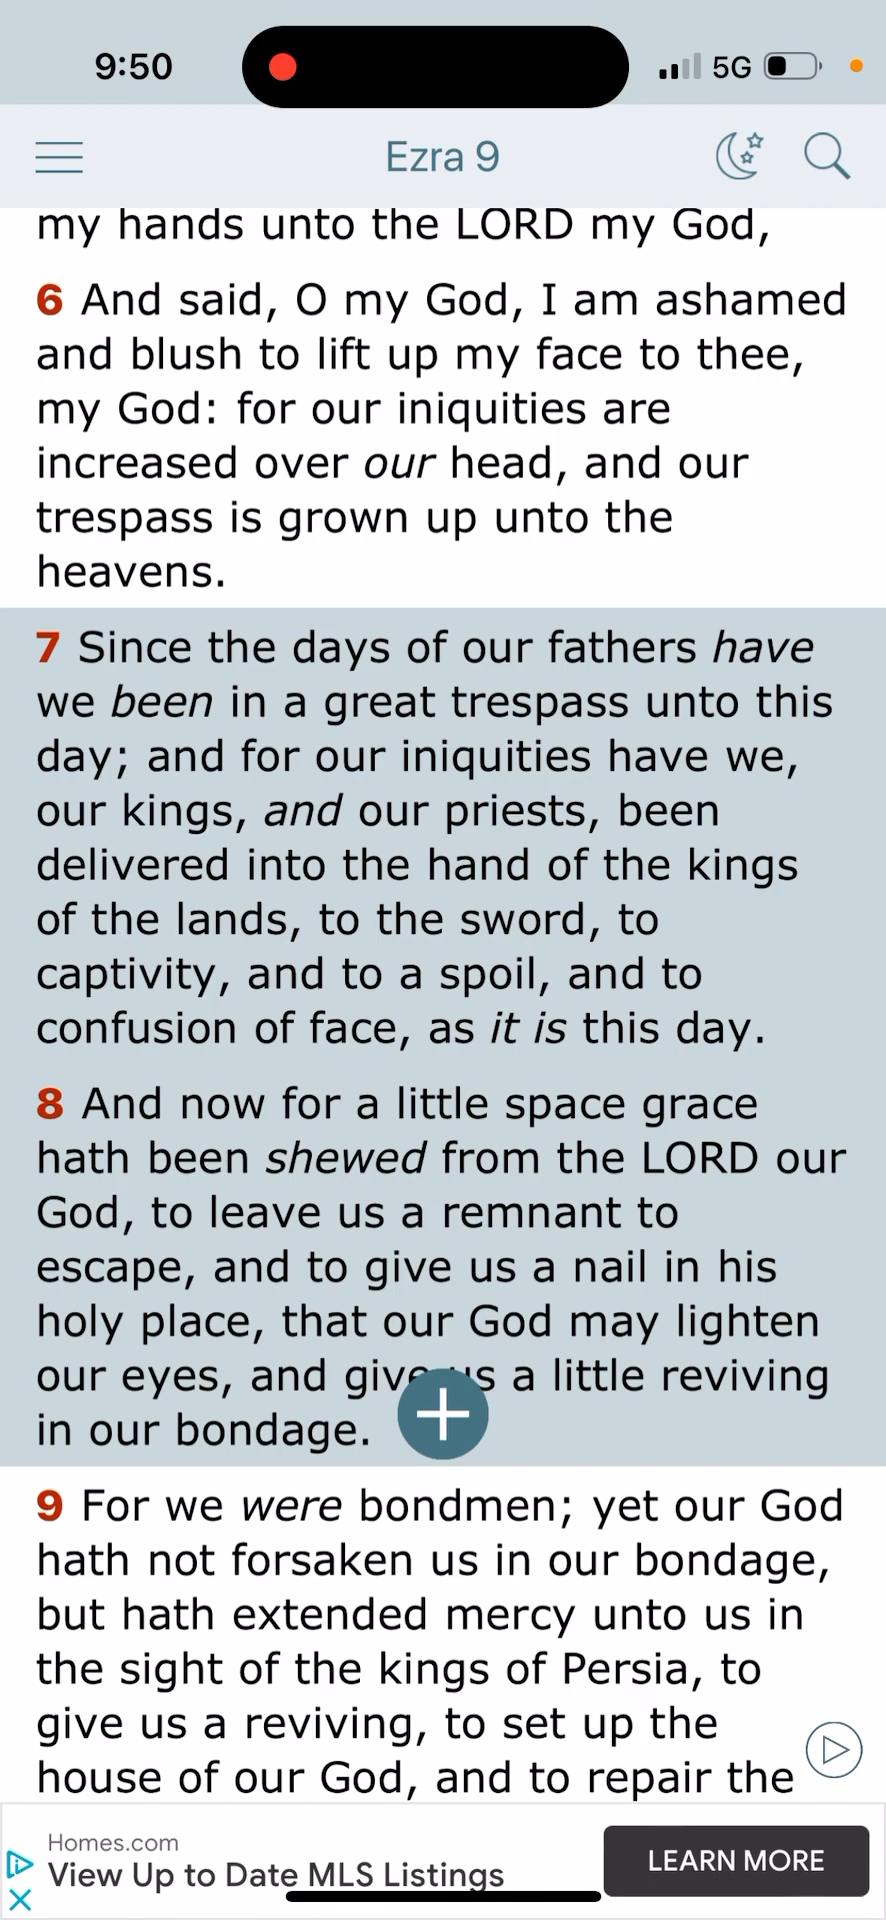 9:50
5G
Ezra 9
my hands unto the LORD my God,
6 And said, O my God, I am ashamed
and blush to lift up my face to thee,
my God: for our iniquities are
increased over our head, and our
trespass is grown up unto the
heavens.
7 Since the days of our fathers have
we been in a great trespass unto this
day; and for our iniquities have we,
our kings, and our priests, been
delivered into the hand of the kings
of the lands, to the sword, to
captivity, and to a spoil, and to
confusion of face, as it is this day.
8 And now for a little space grace
hath been shewed from the LORD our
God, to leave us a remnant to
escape, and to give us a nail in his
holy place, that our God may lighten
our eyes, and give us a little reviving
in our bondage.
9 For we were bondmen; yet our God
hath not forsaken us in our bondage,
but hath extended mercy unto us in
the sight of the kings of Persia, to
give us a reviving, to set up the
house of our God, and to repair the
Homes.com
View Up to Date MLS Listings
LEARN MORE